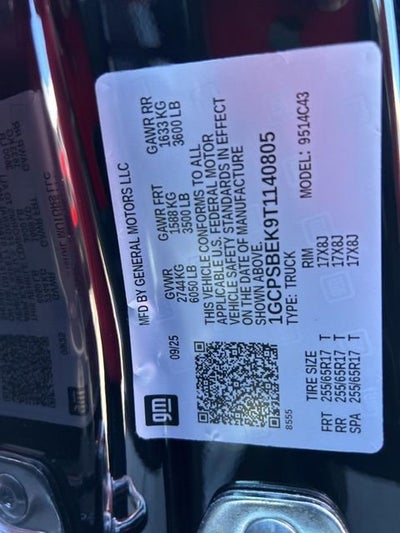 MFD BY GENERAL MOTORS LLC
09/25
GVWR GAWR FRT GAWR RR
2744KG 1588 KG 1633 KG
6050 LB 3500 LB 3600 LB
THIS VEHICLE CONFORMS TO ALL
APPLICABLE U.S. FEDERAL MOTOR
VEHICLE SAFETY STANDARDS IN EFFECT
ON THE DATE OF MANUFACTURE
SHOWN ABOVE.
1GCPSBEK9T1140805
TYPE: TRUCK MODEL: 9514C43
gm
8555
TIRE SIZE RIM
FRT 255/65R17 T 17X8J
RR 255/65R17 T 17X8J
SPA 255/65R17 T 17X8J